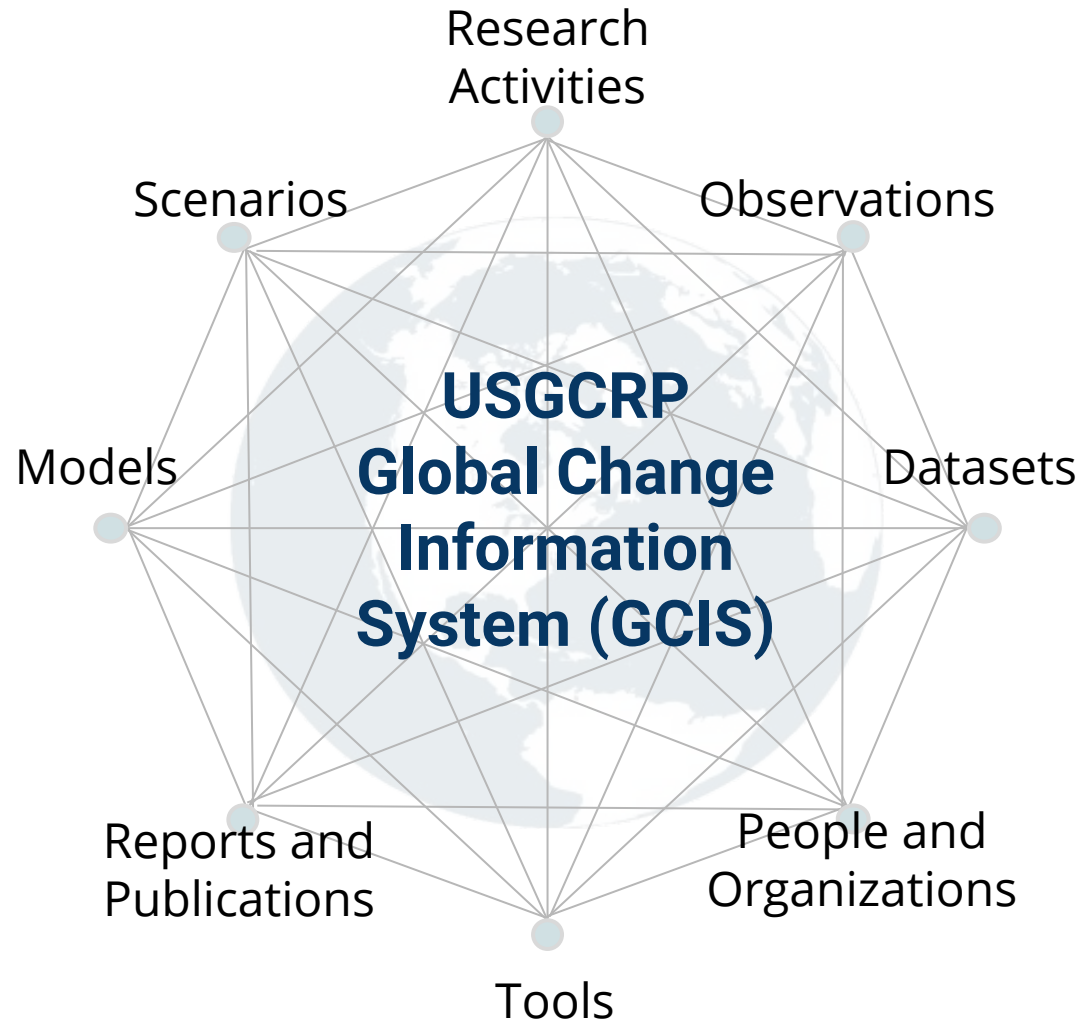 Research
Activities
Scenarios
Observations
USGCRP
Global Change
Information
System (GCIS)
Models
Datasets
Reports and
Publications
People and
Organizations
Tools